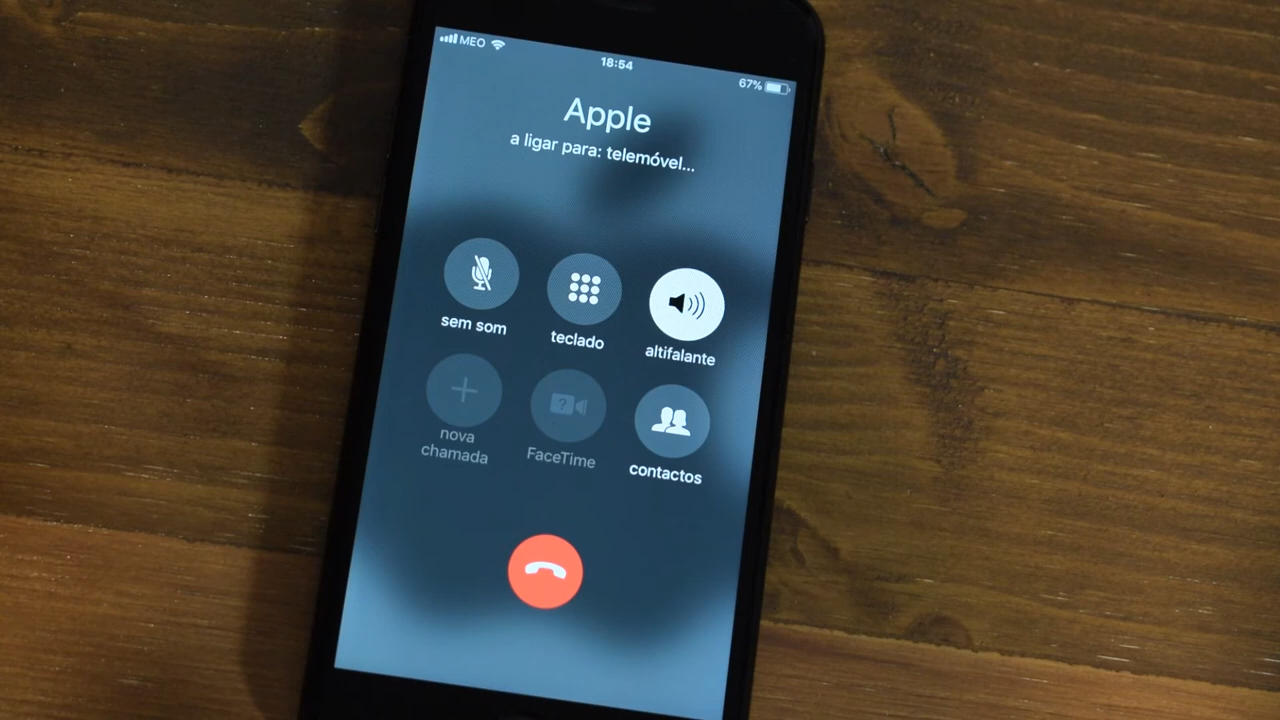 MEO
18:54
67%
Apple
a ligar para: telemóvel...
sem som
teclado
altifalante
nova
chamada
FaceTime
contactos